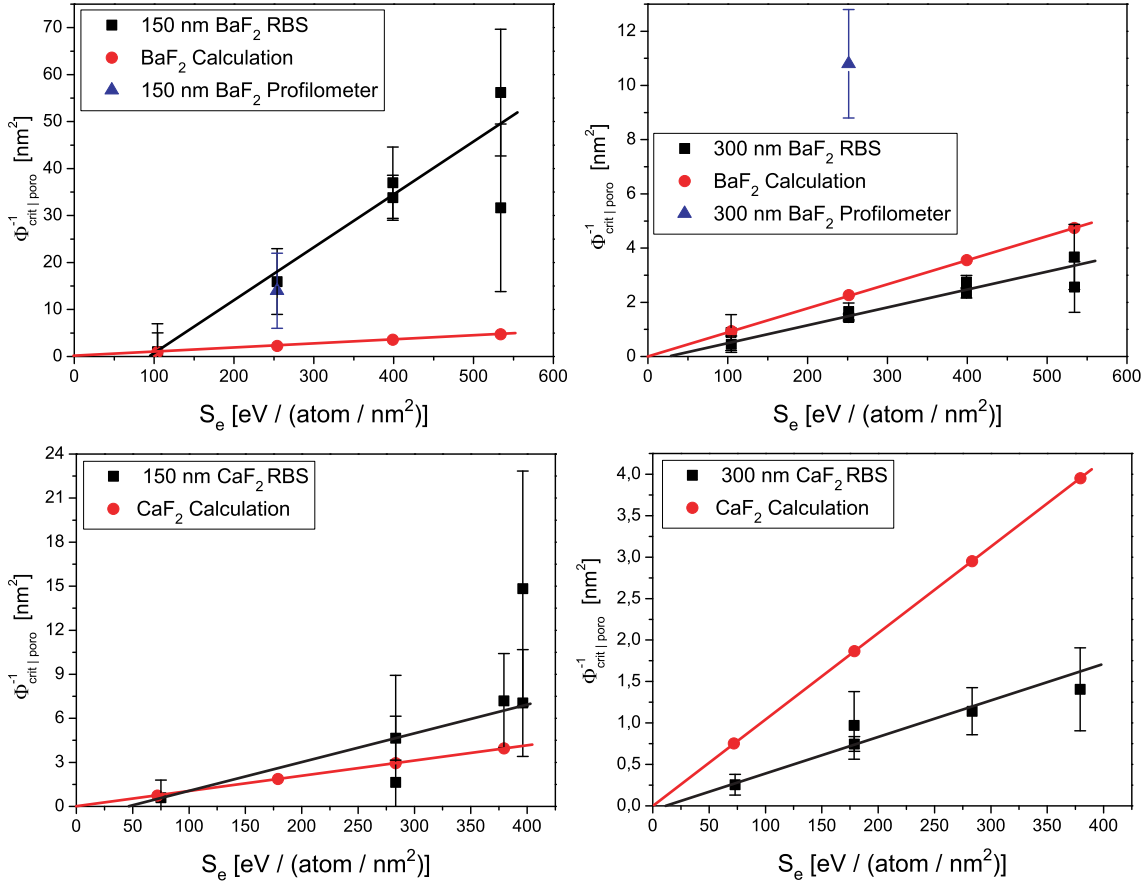 70
60
50
40
30
20
10
0
Φ⁻¹crit | poro [nm²]
150 nm BaF₂ RBS
BaF₂ Calculation
150 nm BaF₂ Profilometer
0 100 200 300 400 500 600
Sₑ [eV / (atom / nm²)]
12
10
8
6
4
2
0
Φ⁻¹crit | poro [nm²]
300 nm BaF₂ RBS
BaF₂ Calculation
300 nm BaF₂ Profilometer
0 100 200 300 400 500 600
Sₑ [eV / (atom / nm²)]
24
21
18
15
12
9
6
3
0
Φ⁻¹crit | poro [nm²]
150 nm CaF₂ RBS
CaF₂ Calculation
0 50 100 150 200 250 300 350 400
Sₑ [eV / (atom / nm²)]
4,0
3,5
3,0
2,5
2,0
1,5
1,0
0,5
0,0
Φ⁻¹crit | poro [nm²]
300 nm CaF₂ RBS
CaF₂ Calculation
0 50 100 150 200 250 300 350 400
Sₑ [eV / (atom / nm²)]